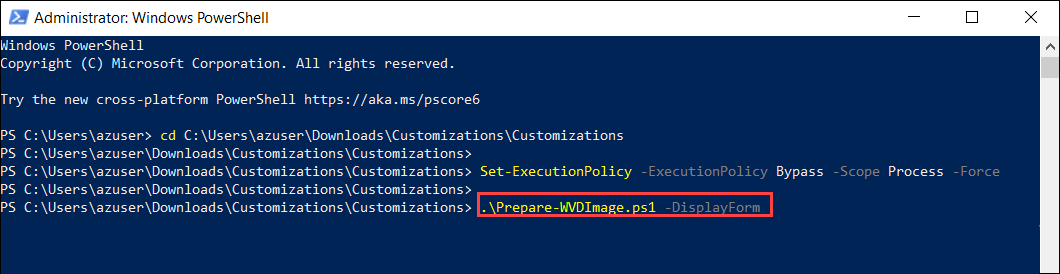 Administrator: Windows PowerShell
Windows PowerShell
Copyright (C) Microsoft Corporation. All rights reserved.
Try the new cross-platform PowerShell https://aka.ms/pscore6
PS C:\Users\azuser> cd C:\Users\azuser\Downloads\Customizations\Customizations
PS C:\Users\azuser\Downloads\Customizations\Customizations>
PS C:\Users\azuser\Downloads\Customizations\Customizations> Set-ExecutionPolicy -ExecutionPolicy Bypass -Scope Process -Force
PS C:\Users\azuser\Downloads\Customizations\Customizations>
PS C:\Users\azuser\Downloads\Customizations\Customizations> .\Prepare-WVDImage.ps1 -DisplayForm